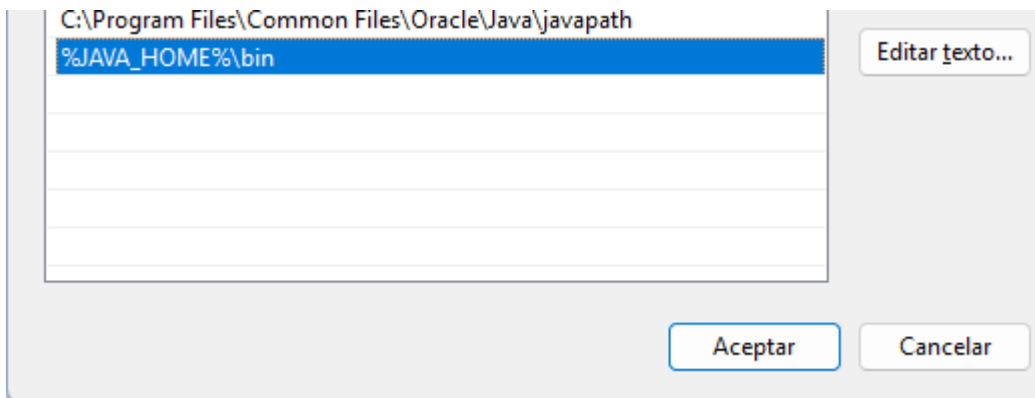 C:\Program Files\Common Files\Oracle\Java\javapath
%JAVA_HOME%\bin
Editar texto...
Aceptar
Cancelar